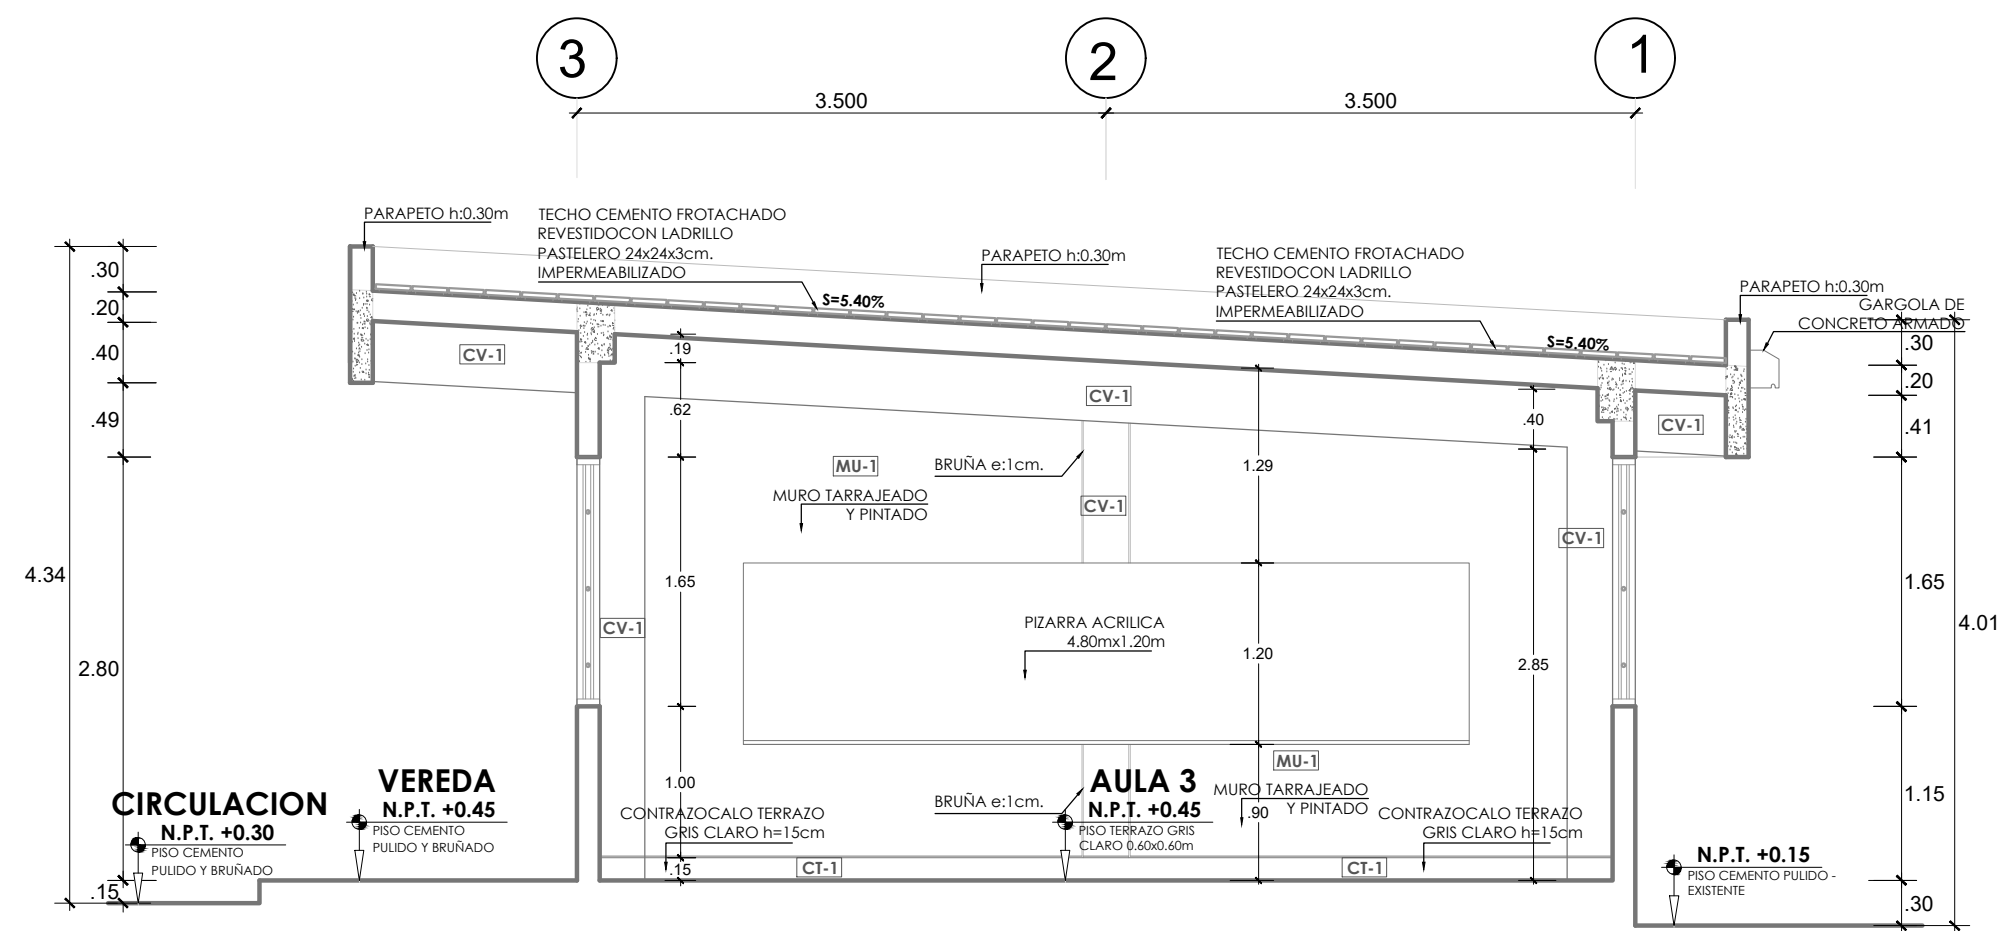 3
2
1
3.500
3.500
PARAPETO h:0.30m
TECHO CEMENTO FROTACHADO
REVESTIDOCON LADRILLO
PASTELERO 24x24x3cm.
IMPERMEABILIZADO
S=5.40%
PARAPETO h:0.30m
TECHO CEMENTO FROTACHADO
REVESTIDOCON LADRILLO
PASTELERO 24x24x3cm.
IMPERMEABILIZADO
S=5.40%
PARAPETO h:0.30m
GARGOLA DE
CONCRETO ARMADO
.30
.20
.40
.49
2.80
.15
4.34
CV-1
.19
.62
1.65
1.00
.15
CV-1
CV-1
MU-1
MURO TARRAJEADO
Y PINTADO
BRUÑA e:1cm.
CV-1
1.29
1.20
.90
.40
2.85
CV-1
CV-1
PIZARRA ACRILICA
4.80mx1.20m
MU-1
MURO TARRAJEADO
Y PINTADO
BRUÑA e:1cm.
CIRCULACION
N.P.T. +0.30
PISO CEMENTO
PULIDO Y BRUÑADO
VEREDA
N.P.T. +0.45
PISO CEMENTO
PULIDO Y BRUÑADO
CONTRAZOCALO TERRAZO
GRIS CLARO h=15cm
CT-1
AULA 3
N.P.T. +0.45
PISO TERRAZO GRIS
CLARO 0.60x0.60m
CONTRAZOCALO TERRAZO
GRIS CLARO h=15cm
CT-1
N.P.T. +0.15
PISO CEMENTO PULIDO -
EXISTENTE
.30
.20
.41
1.65
1.15
.30
4.01